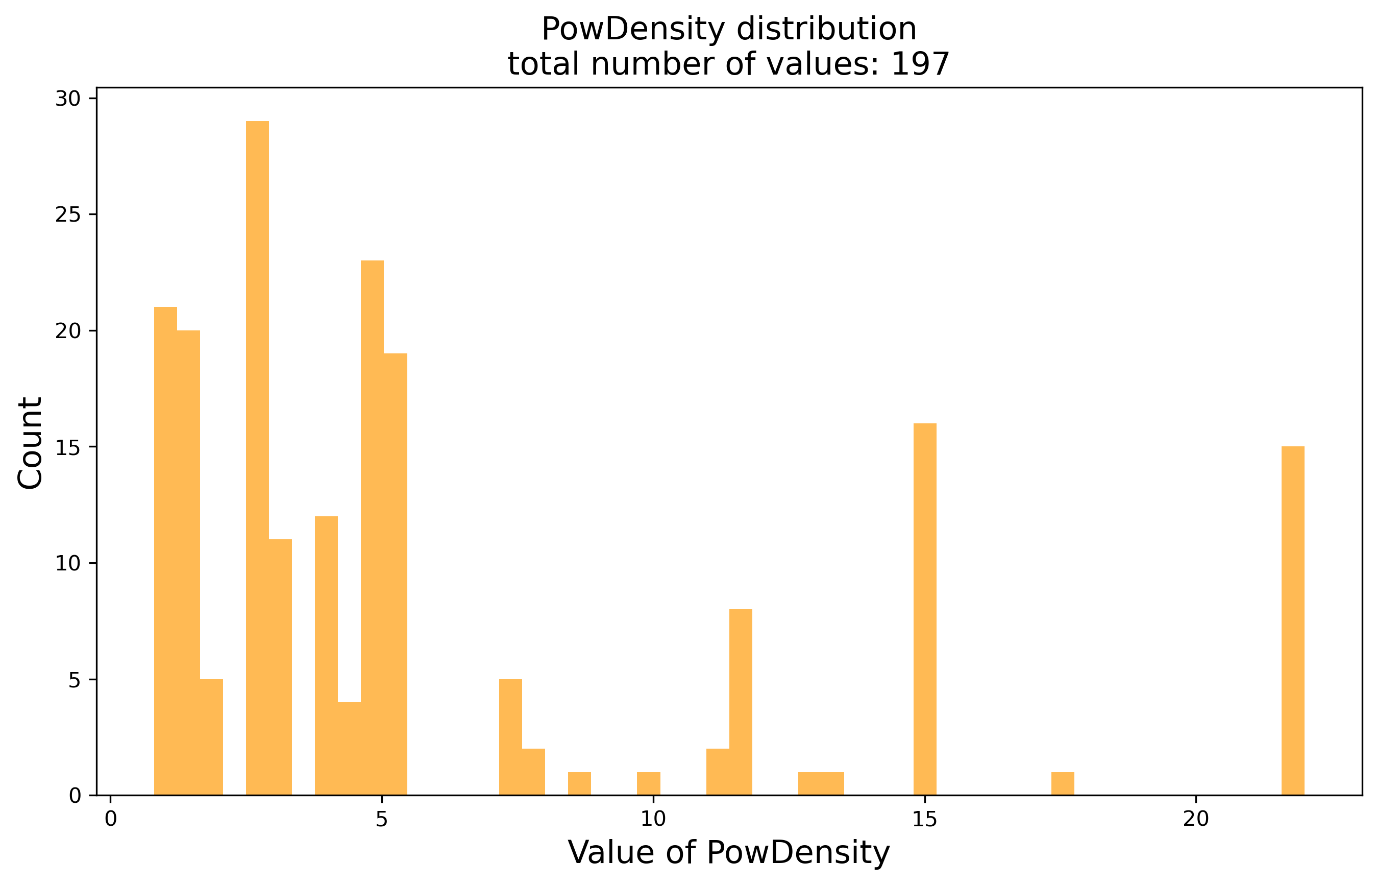 PowDensity distribution
total number of values: 197
30
25
20
15
10
5
0
Count
0 5 10 15 20
Value of PowDensity